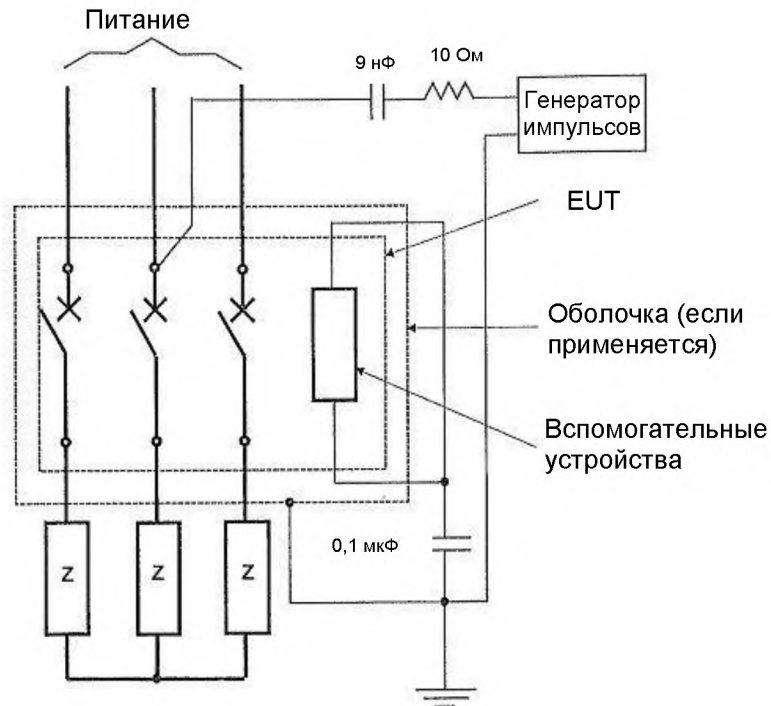 Питание
9 нФ
10 Ом
Генератор
импульсов
EUT
Оболочка (если
применяется)
Вспомогательные
устройства
0,1 мкФ
Z
Z
Z